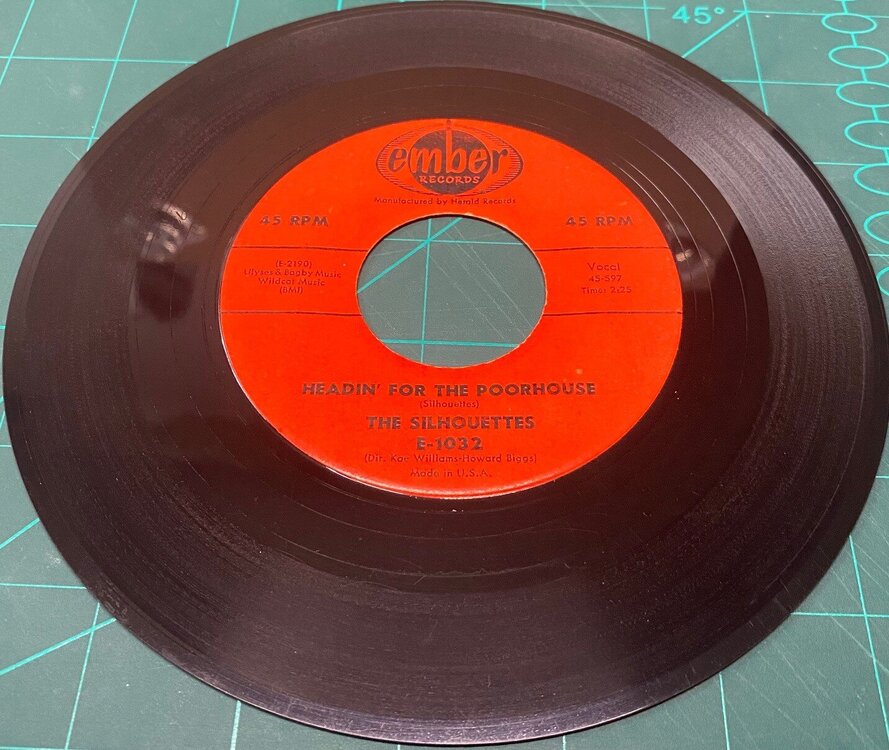 45°
ember
RECORDS
Manufactured by Herald Records
45 RPM
45 RPM
(E-2190)
Ulyses & Bagby Music
Wildcat Music
(BMI)
Vocal
45-597
Time: 2:25
HEADIN' FOR THE POORHOUSE
(Silhouettes)
THE SILHOUETTES
E-1032
(Dir. Kae Williams-Howard Biggs)
Made in U.S.A.